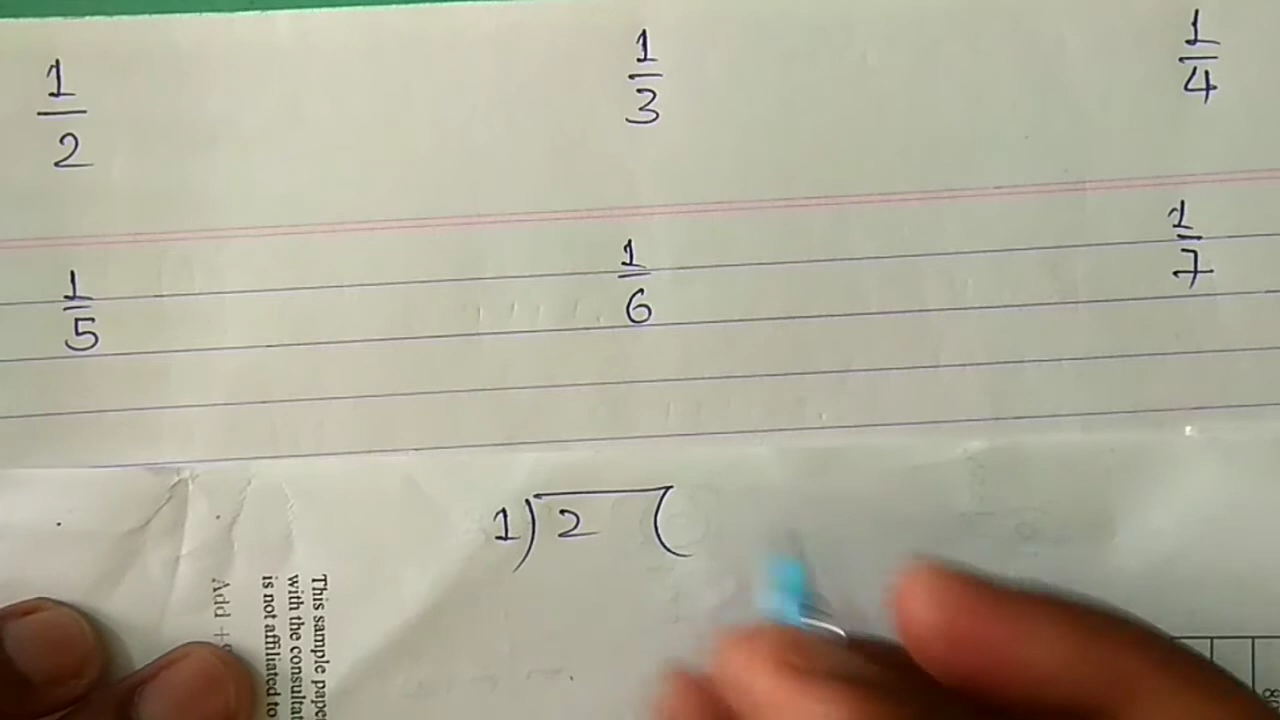 1/2 1/3 1/4
1/5 1/6 1/7
1)2(
This sample pape
with the consultat
is not affiliated to
Add